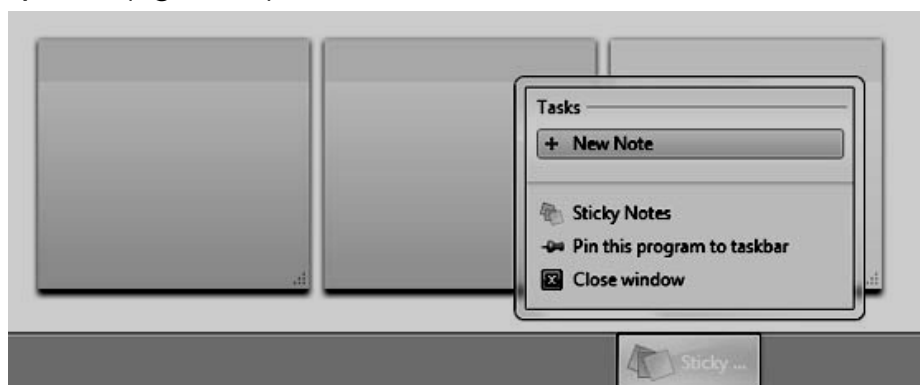 Tasks
+ New Note
Sticky Notes
Pin this program to taskbar
Close window
Sticky ...